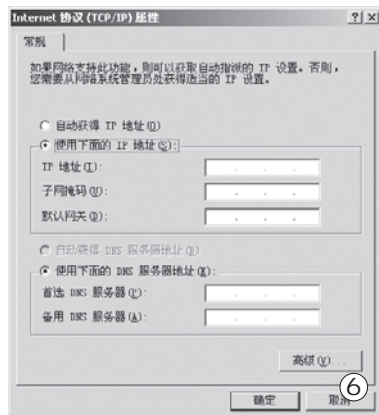 Internet 协议 (TCP/IP) 属性
常规
如果网络支持此功能，则可以获取自动指派的 IP 设置。否则，
您需要从网络系统管理员处获得适当的 IP 设置。
自动获得 IP 地址(O)
使用下面的 IP 地址(S):
IP 地址(I):
子网掩码(U):
默认网关(D):
自动获得 DNS 服务器地址(B)
使用下面的 DNS 服务器地址(E):
首选 DNS 服务器(P):
备用 DNS 服务器(A):
高级(V)...
确定
取消
⑥